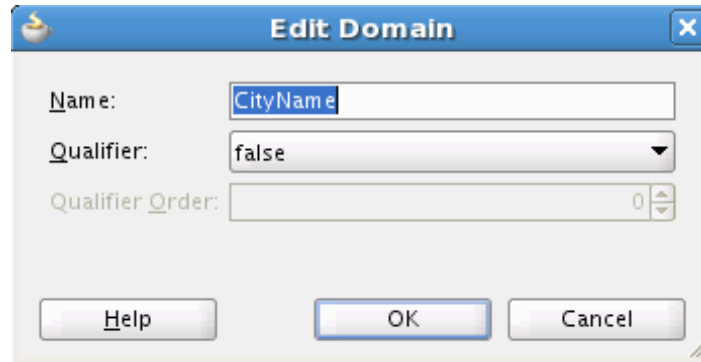 Edit Domain
Name: CityName
Qualifier: false
Qualifier Order: 0
Help OK Cancel